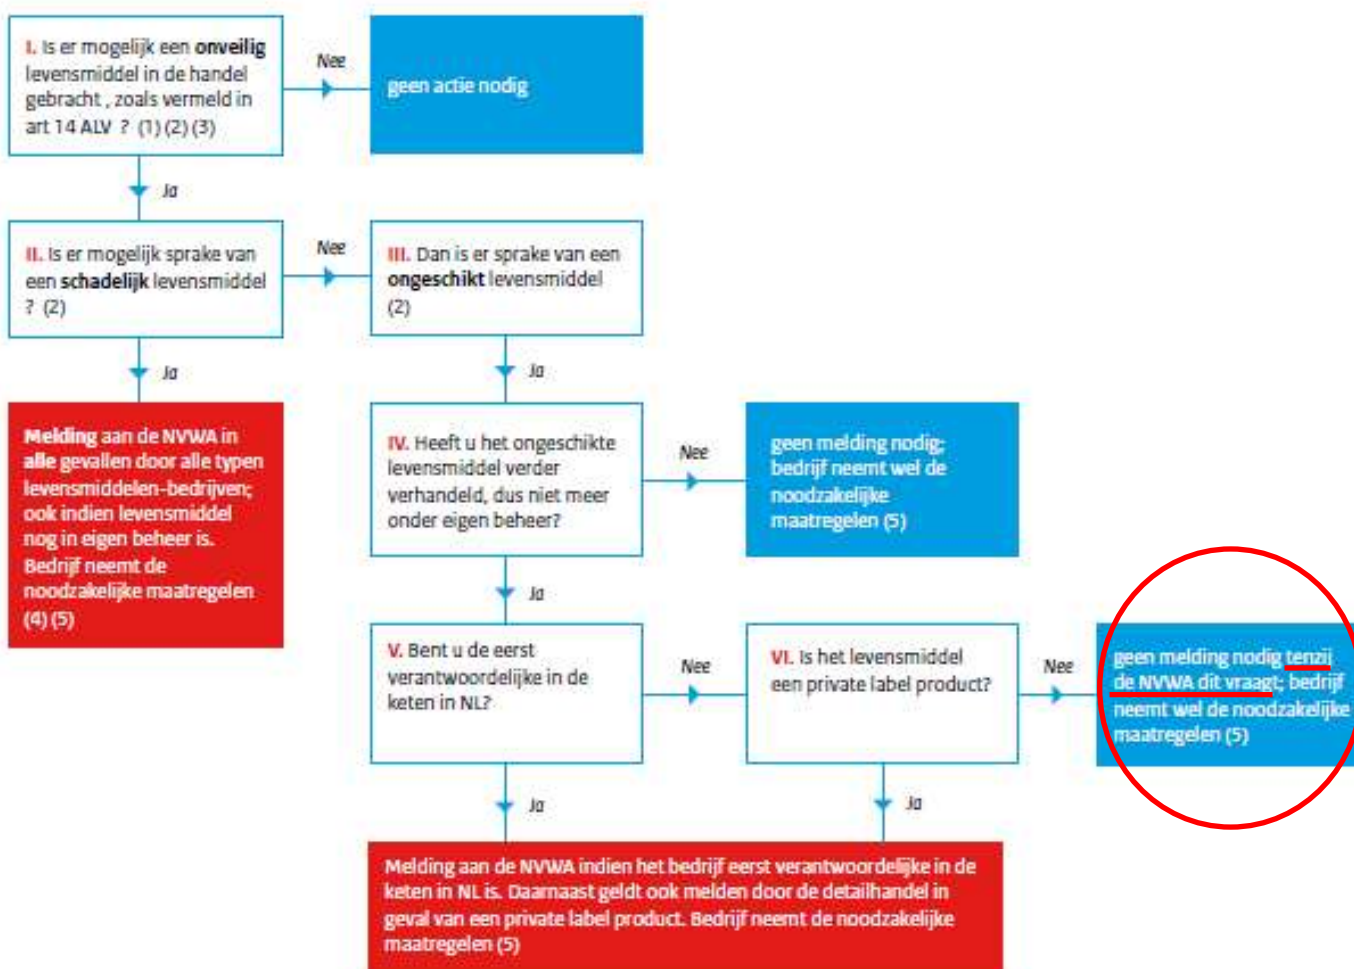 I. Is er mogelijk een onveilig
levensmiddel in de handel
gebracht , zoals vermeld in
art 14 ALV ? (1) (2) (3)
Nee
geen actie nodig
Ja
II. Is er mogelijk sprake van
een schadelijk levensmiddel
? (2)
Nee
III. Dan is er sprake van een
ongeschikt levensmiddel
(2)
Ja
Ja
Melding aan de NVWA in
alle gevallen door alle typen
levensmiddelen-bedrijven;
ook indien levensmiddel
nog in eigen beheer is.
Bedrijf neemt de
noodzakelijke maatregelen
(4) (5)
IV. Heeft u het ongeschikte
levensmiddel verder
verhandeld, dus niet meer
onder eigen beheer?
Nee
geen melding nodig;
bedrijf neemt wel de
noodzakelijke
maatregelen (5)
Ja
V. Bent u de eerst
verantwoordelijke in de
keten in NL?
Nee
VI. Is het levensmiddel
een private label product?
Nee
geen melding nodig tenzij
de NVWA dit vraagt; bedrijf
neemt wel de noodzakelijke
maatregelen (5)
Ja
Ja
Melding aan de NVWA indien het bedrijf eerst verantwoordelijke in de
keten in NL is. Daarnaast geldt ook melden door de detailhandel in
geval van een private label product. Bedrijf neemt de noodzakelijke
maatregelen (5)